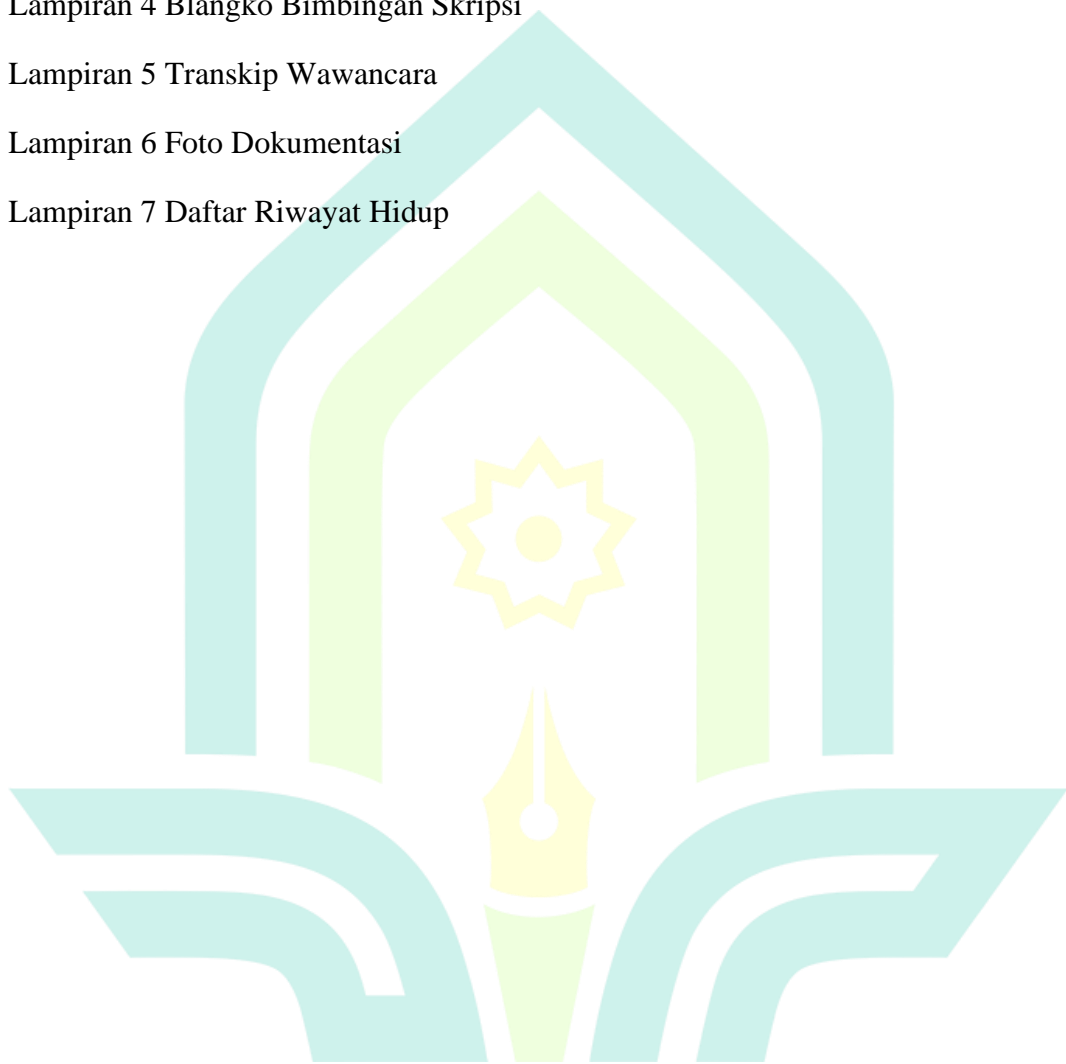 Lampiran 4 Blangko Bimbingan Skripsi
Lampiran 5 Transkip Wawancara
Lampiran 6 Foto Dokumentasi
Lampiran 7 Daftar Riwayat Hidup